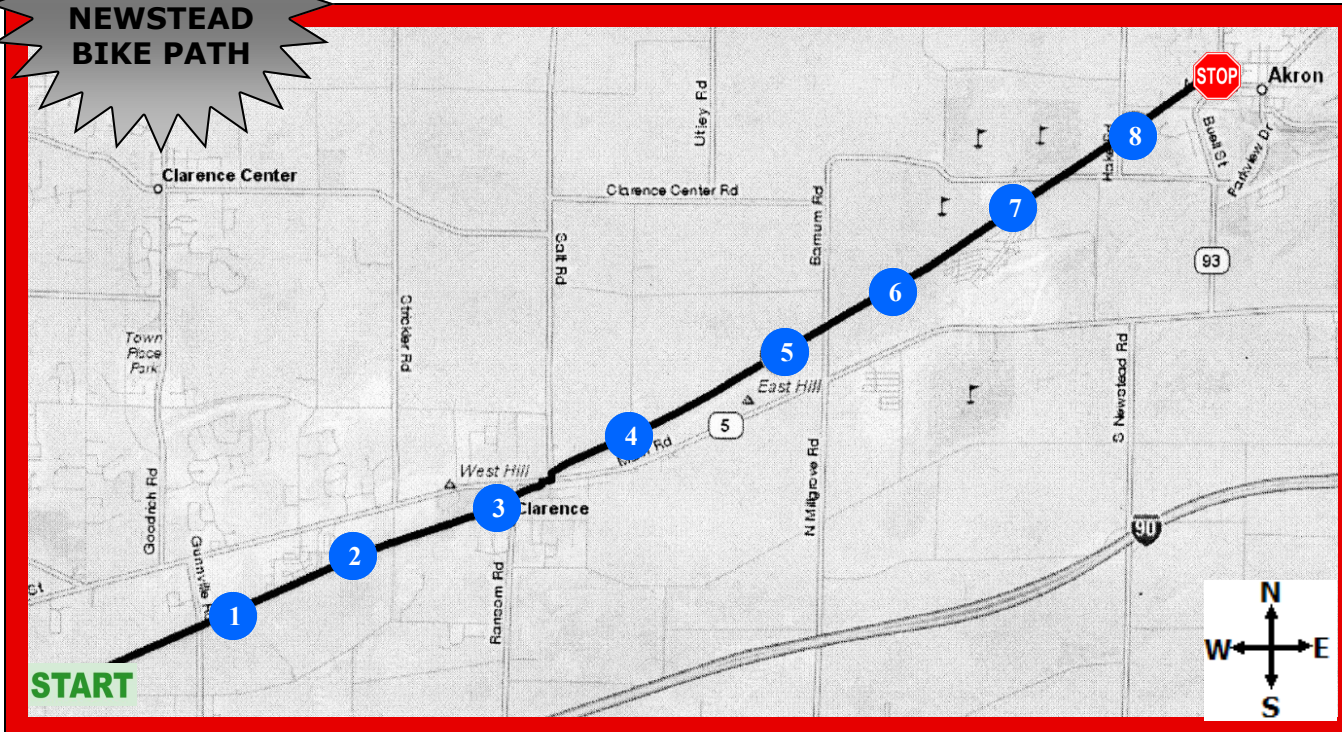 NEWSTEAD
BIKE PATH
STOP
Akron
8
Buell St
Parkview Dr
Utley Rd
Clarence Center
Clarence Center Rd
7
Barnum Rd
Salt Rd
93
6
Strickler Rd
Town
Place
Park
5
S Newstead Rd
East Hill
5
4
Rd
West Hill
3
Clarence
Goodrich Rd
N Millgrove Rd
90
2
Gunnville
St
Ransom Rd
1
START
N
W
E
S